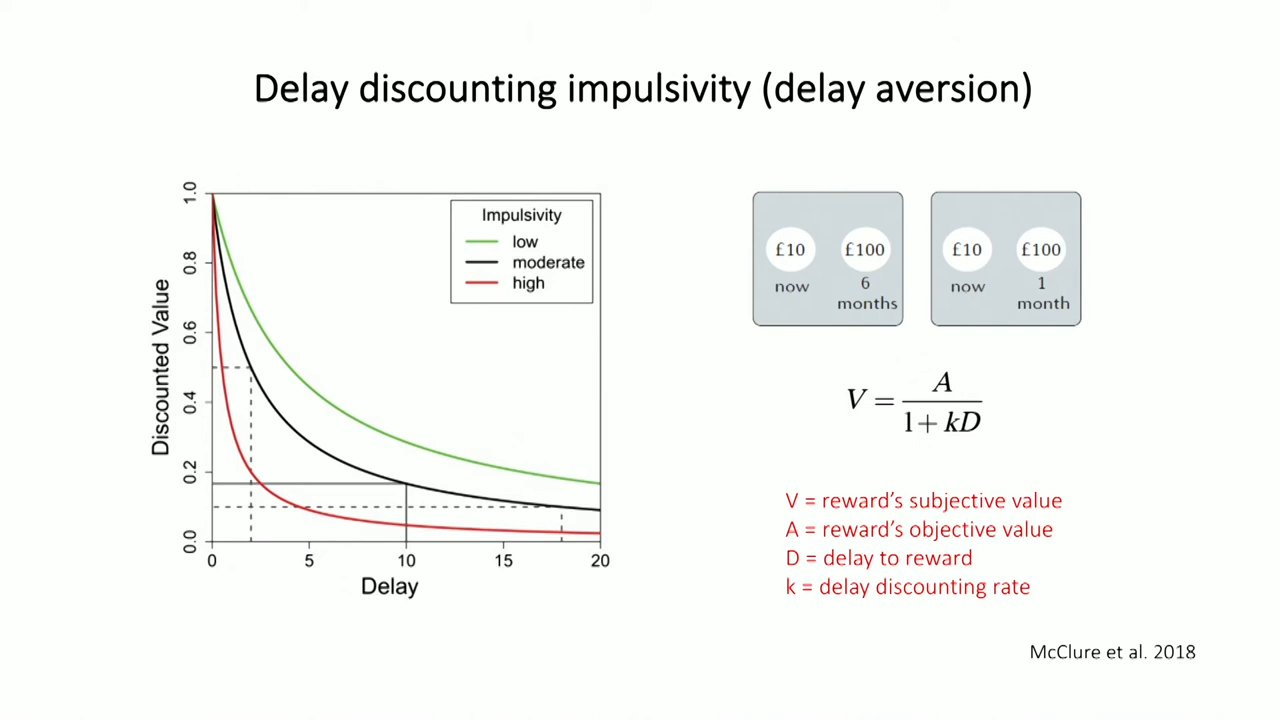 Delay discounting impulsivity (delay aversion)
Discounted Value
1.0
0.8
0.6
0.4
0.2
0.0
Impulsivity
low
moderate
high
0 5 10 15 20
Delay
£10 £100
now 6
months
£10 £100
now 1
month
V = A / 1 + kD
V = reward's subjective value
A = reward's objective value
D = delay to reward
k = delay discounting rate
McClure et al. 2018